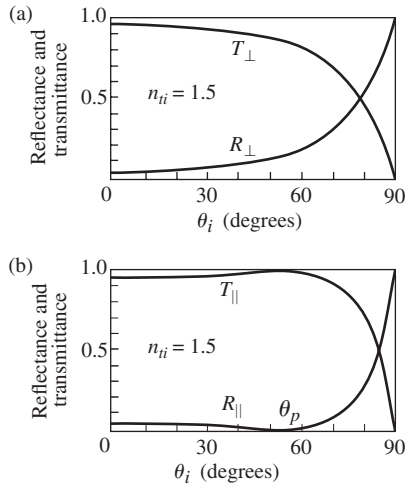 (a)
Reflectance and
transmittance
1.0
0.5
T⊥
n_ti = 1.5
R⊥
0 30 60 90
θ_i (degrees)
(b)
Reflectance and
transmittance
1.0
0.5
T||
n_ti = 1.5
R|| θ_p
0 30 60 90
θ_i (degrees)